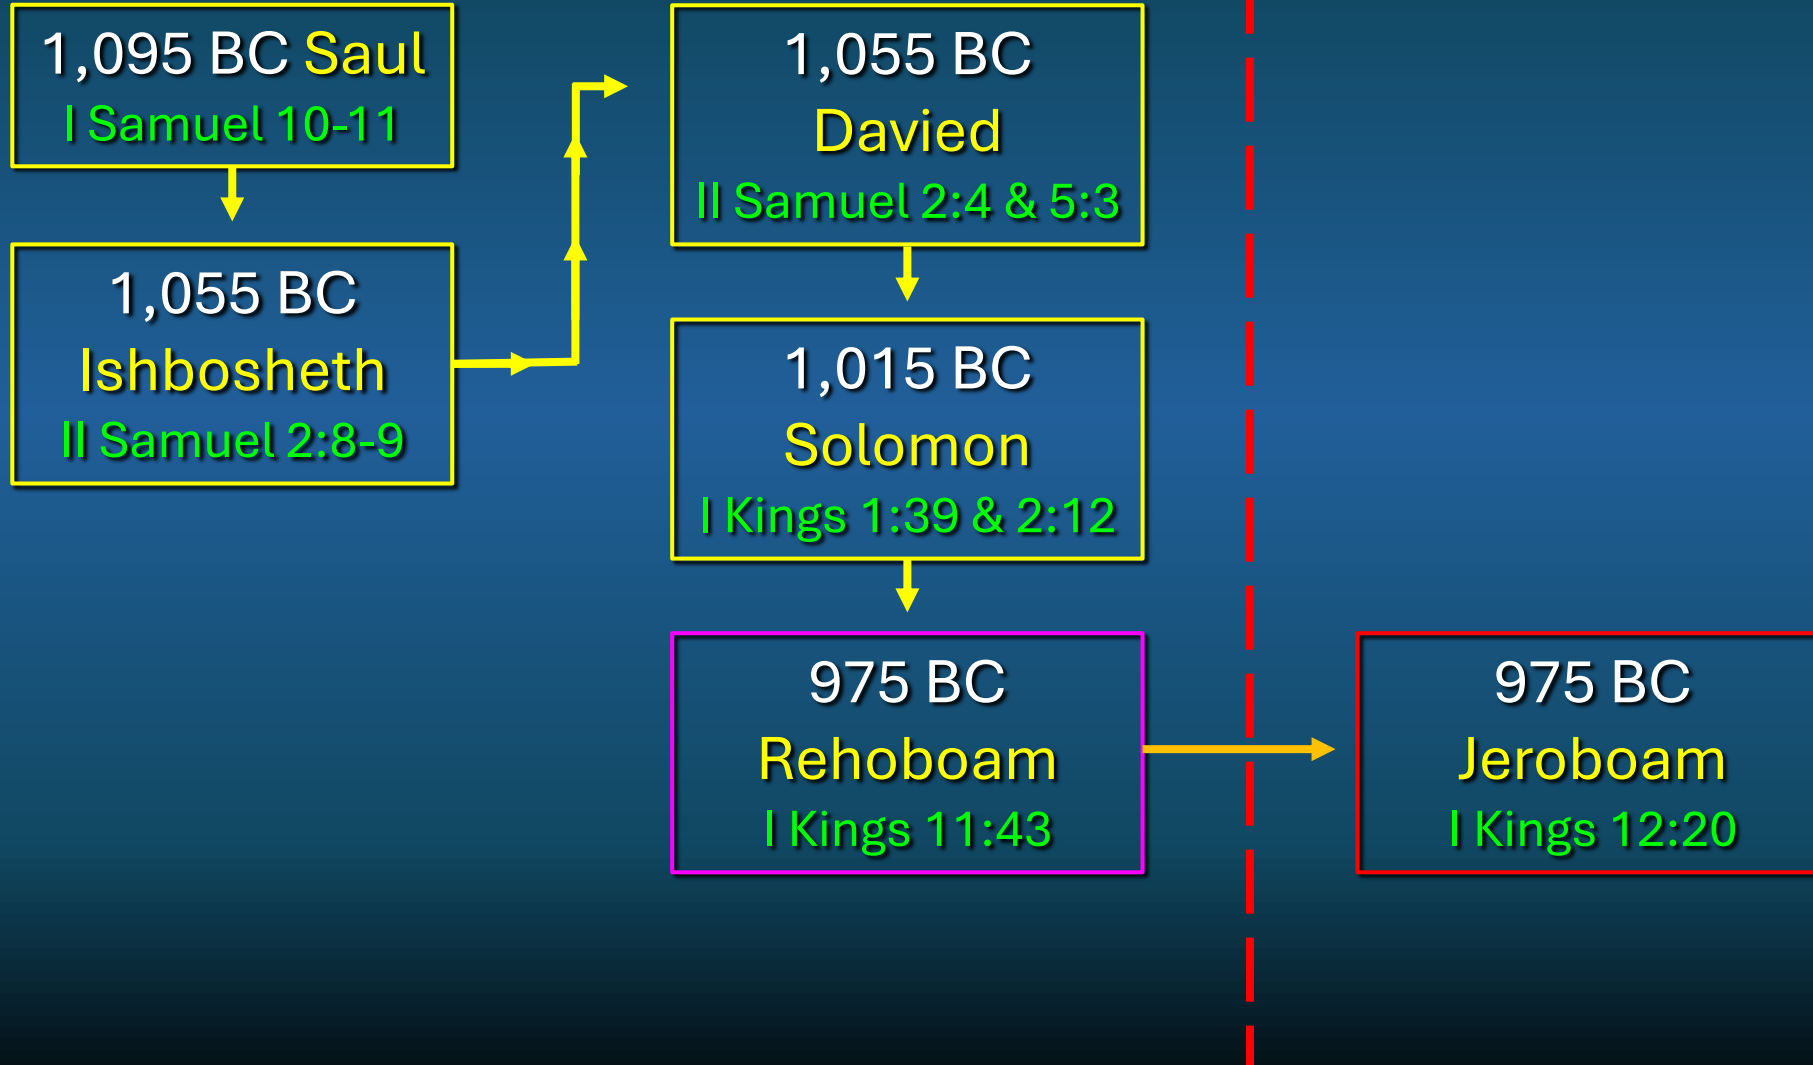 1,095 BC Saul
I Samuel 10-11
1,055 BC
Ishbosheth
II Samuel 2:8-9
1,055 BC
Davied
II Samuel 2:4 & 5:3
1,015 BC
Solomon
I Kings 1:39 & 2:12
975 BC
Rehoboam
I Kings 11:43
975 BC
Jeroboam
I Kings 12:20